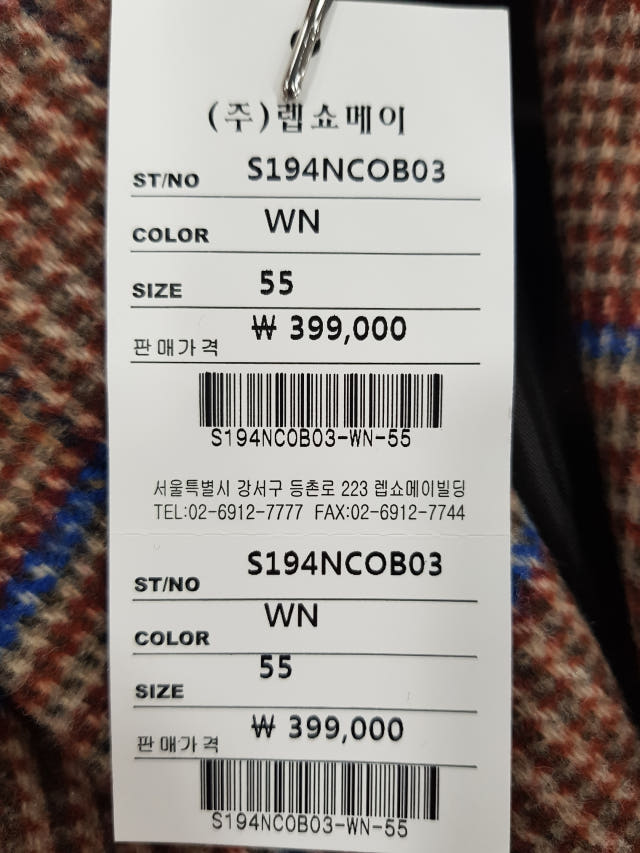 (주)렙쇼메이
ST/NO S194NCOB03
COLOR WN
SIZE 55
판매가격 ₩ 399,000
S194NCOB03-WN-55
서울특별시 강서구 등촌로 223 렙쇼메이빌딩
TEL:02-6912-7777 FAX:02-6912-7744
ST/NO S194NCOB03
COLOR WN
SIZE 55
판매가격 ₩ 399,000
S194NCOB03-WN-55